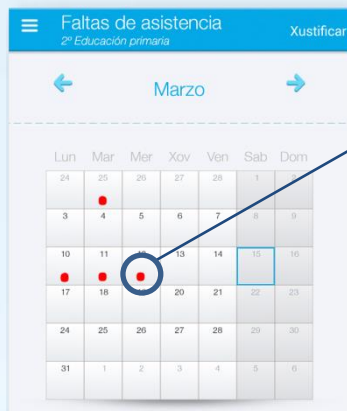 Faltas de asistencia
2º Educación primaria
Xustificar
Marzo
Lun Mar Mer Xov Ven Sab Dom
24 25 26 27 28 1 2
3 4 5 6 7 8 9
10 11 12 13 14 15 16
17 18 20 21 22 23
24 25 26 27 28 29 30
31 1 2 3 4 5 6